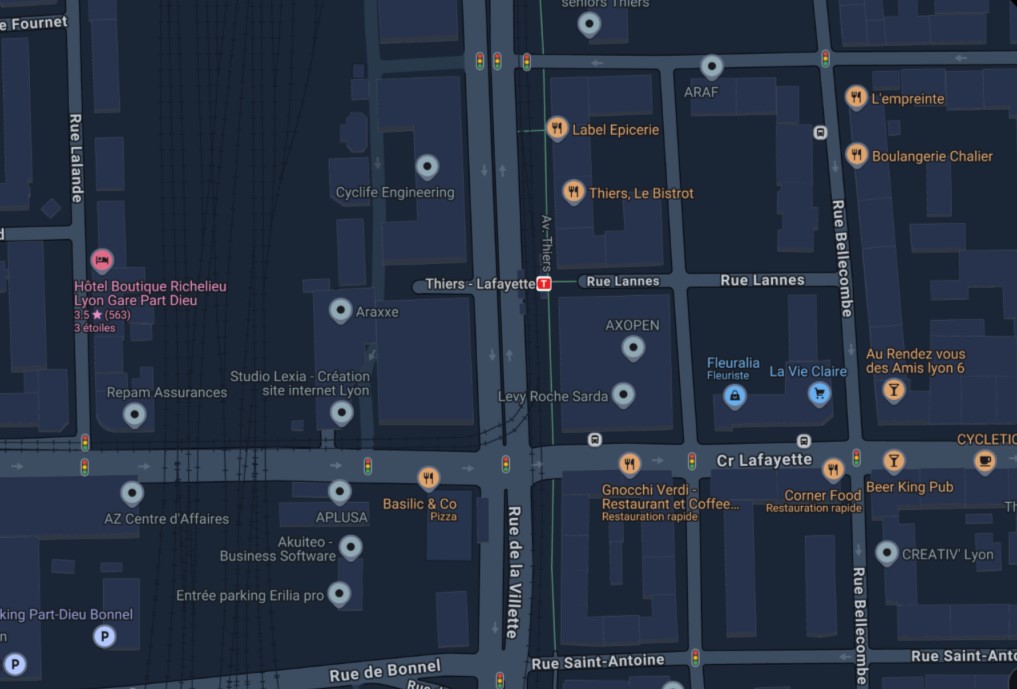 seniors Thiers
e Fournet
ARAF
L'empreinte
Label Epicerie
Rue Lalande
Boulangerie Chalier
Cyclife Engineering
Thiers, Le Bistrot
Av. Thiers
Rue Bellecombe
d
Hôtel Boutique Richelieu
Lyon Gare Part Dieu
3.5 ★ (563)
3 étoiles
Thiers - Lafayette
T
Rue Lannes
Rue Lannes
Araxxe
AXOPEN
Fleuralia
Fleuriste
La Vie Claire
Au Rendez vous
des Amis lyon 6
Studio Lexia - Création
site internet Lyon
Repam Assurances
Levy Roche Sarda
CYCLETIC
Cr Lafayette
Basilic & Co
Pizza
Gnocchi Verdi -
Restaurant et Coffee...
Restauration rapide
Corner Food
Restauration rapide
Beer King Pub
Th
AZ Centre d'Affaires
APLUSA
Rue de la Villette
Akuiteo -
Business Software
CREATIV' Lyon
Entrée parking Erilia pro
Rue Bellecombe
king Part-Dieu Bonnel
n
P
P
Rue de Bonnel
Rue Saint-Antoine
Rue Saint-Anto
Rue d